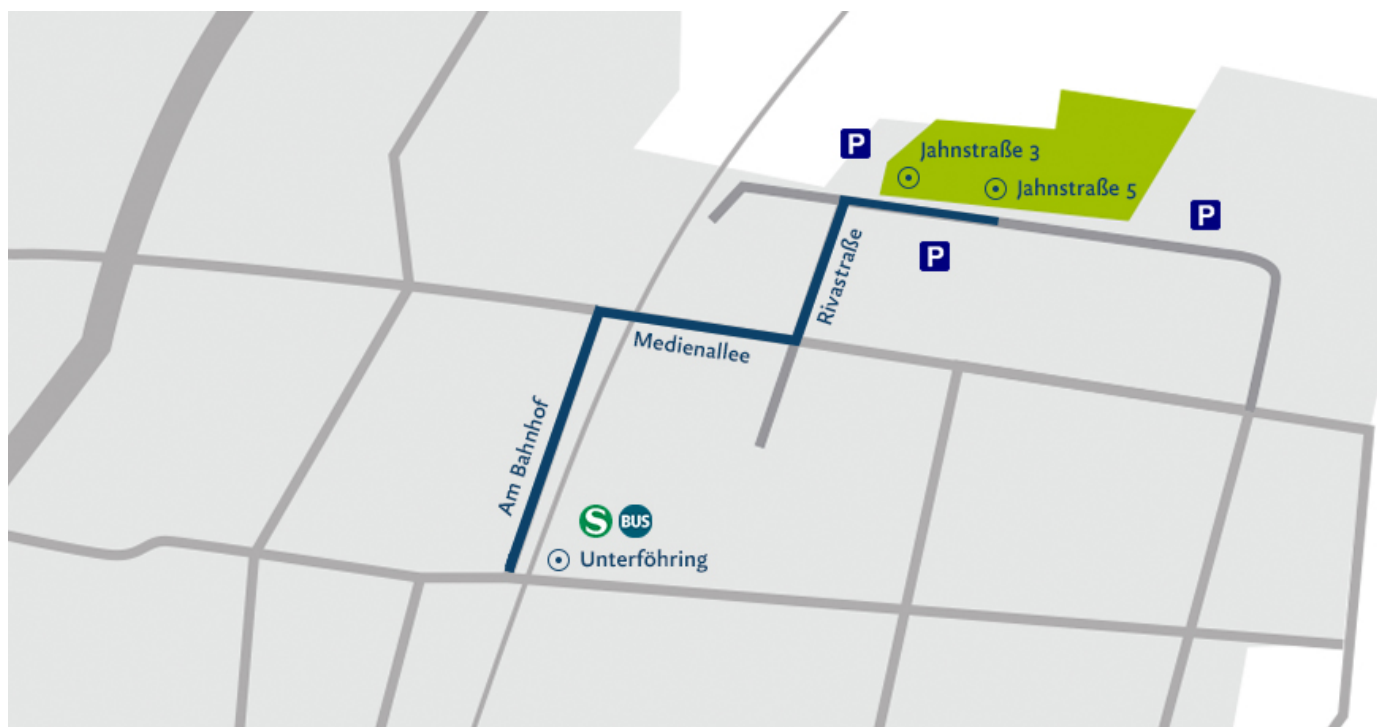 P
Jahnstraße 3
Jahnstraße 5
P
P
Rivastraße
Medienallee
Am Bahnhof
S
BUS
Unterföhring